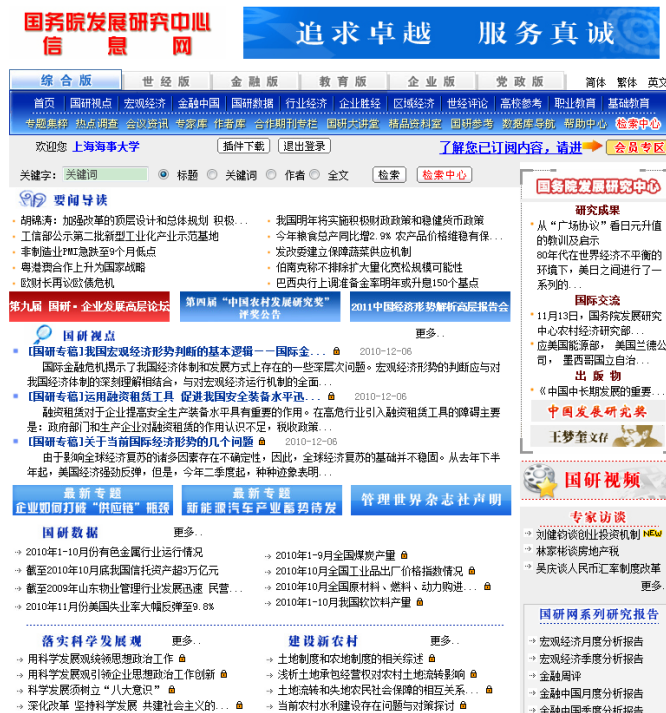 国务院发展研究中心
信息网
追求卓越 服务真诚
综合版 世经版 金融版 教育版 企业版 党政版 简体 繁体 英文
首页 国研视点 宏观经济 金融中国 国研数据 行业经济 企业胜经 区域经济 世经评论 高校参考 职业教育 基础教育
专题集粹 热点调查 会议资讯 专家库 作者库 合作期刊专栏 国研大讲堂 精品资料室 国研参考 数据库导航 帮助中心 检索中心
欢迎您 上海海事大学 插件下载 退出登录 了解您已订阅内容，请进 会员专区
关键字： 关键词 标题 关键词 作者 全文 检索 检索中心
要闻导读
胡锦涛：加强改革的顶层设计和总体规划 积极...
工信部公示第二批新型工业化产业示范基地
非制造业PMI急跌至9个月低点
粤港澳合作上升为国家战略
欧财长再议欧债危机
我国明年将实施积极财政政策和稳健货币政策
今年粮食总产同比增2.9% 农产品价格维稳有保...
发改委建立保障蔬菜供应机制
伯南克称不排除扩大量化宽松规模可能性
巴西央行上调准备金率明年或升息150个基点
第九届 国研·企业发展高层论坛
第四届“中国农村发展研究奖”
评奖公告
2011中国经济形势解析高层报告会
国研视点 更多..
[国研专稿]我国宏观经济形势判断的基本逻辑——国际金... 2010-12-06
国际金融危机揭示了我国经济体制和发展方式上存在的一些深层次问题。宏观经济形势的判断应与对
我国经济体制的深刻理解相结合，与对宏观经济运行机制的全面...
[国研专稿]运用融资租赁工具 促进我国安全装备水平迅... 2010-12-06
融资租赁对于企业提高安全生产装备水平具有重要的作用。在高危行业引入融资租赁工具的障碍主要
是：政府部门和生产企业对融资租赁的作用认识不足，税收政策...
[国研专稿]关于当前国际经济形势的几个问题 2010-12-06
由于影响全球经济复苏的诸多因素存在不确定性，因此，全球经济复苏的基础并不稳固。从去年下半
年起，美国经济强劲反弹，但是，今年二季度起，种种迹象表明...
最新专题
企业如何打破“供应链”瓶颈
最新专题
新能源汽车产业蓄势待发
管理世界杂志社声明
国研数据 更多..
2010年1-10月份有色金属行业运行情况
截至2010年10月底我国信托资产超3万亿元
截至2009年山东物业管理行业发展迅速 民营...
2010年11月份美国失业率大幅反弹至9.8%
2010年1-9月全国煤炭产量
2010年10月全国工业品出厂价格指数情况
2010年10月全国原材料、燃料、动力购进...
2010年1-10月我国软饮料产量
落实科学发展观 更多..
用科学发展观统领思想政治工作
用科学发展观引领企业思想政治工作创新
科学发展须树立“八大意识”
深化改革 坚持科学发展 共建社会主义的...
建设新农村 更多..
土地制度和农地制度的相关综述
浅析土地承包经营权对农村土地流转影响
土地流转和失地农民社会保障的相互关系...
当前农村水利建设存在问题与对策探讨
国务院发展研究中心
研究成果
从“广场协议”看日元升值
的教训及启示
80年代在世界经济不平衡的
环境下，美日之间进行了一
系列的...
国际交流
11月13日，国务院发展研究
中心农村经济研究部...
应美国能源部， 美国兰德公
司， 墨西哥国立自治...
出版物
《中国中长期发展的重要...
中国发展研究奖
王梦奎文存
国研视频
专家访谈
刘健钧谈创业投资机制 NEW
林家彬谈房地产税
吴庆谈人民币汇率制度改革
更多..
国研网系列研究报告
宏观经济月度分析报告
宏观经济季度分析报告
金融周评
金融中国月度分析报告
金融中国季度分析报告